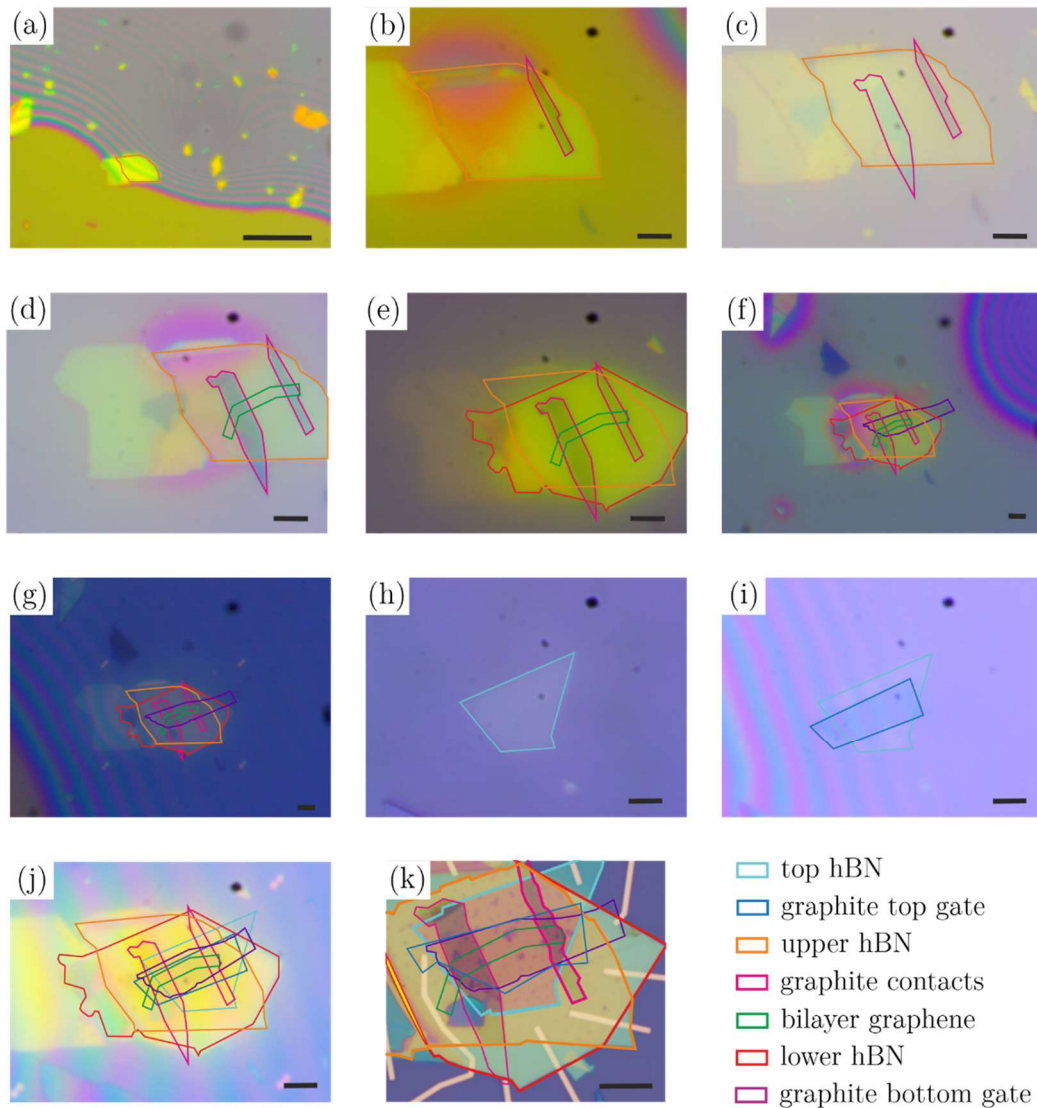 (a)
(b)
(c)
(d)
(e)
(f)
(g)
(h)
(i)
(j)
(k)
top hBN
graphite top gate
upper hBN
graphite contacts
bilayer graphene
lower hBN
graphite bottom gate